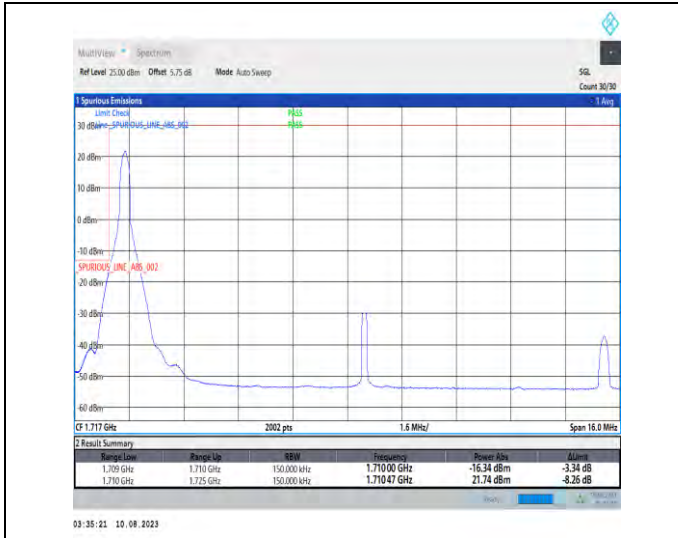 MultiView Spectrum
Ref Level 25.00 dBm Offset 5.75 dB Mode Auto Sweep SGL
Count 30/30
1 Spurious Emissions 1 Avg
Limit Check PASS
30 dBm Line _SPURIOUS_LINE_ABS_002 PASS
20 dBm
10 dBm
0 dBm
-10 dBm
_SPURIOUS_LINE_ABS_002
-20 dBm
-30 dBm
-40 dBm
-50 dBm
-60 dBm
CF 1.717 GHz 2002 pts 1.6 MHz/ Span 16.0 MHz
2 Result Summary
Range Low Range Up RBW Frequency Power Abs ΔLimit
1.709 GHz 1.710 GHz 150.000 kHz 1.71000 GHz -16.34 dBm -3.34 dB
1.710 GHz 1.725 GHz 150.000 kHz 1.71047 GHz 21.74 dBm -8.26 dB
03:35:21 10.08.2023